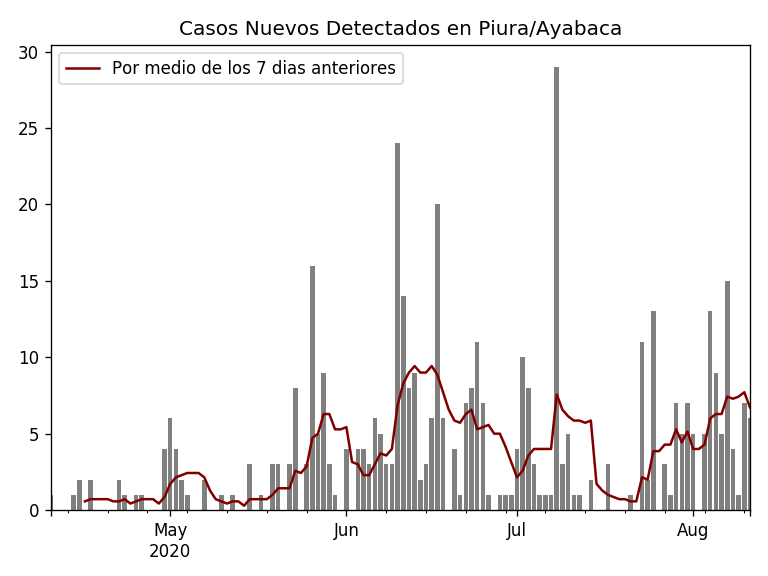 Casos Nuevos Detectados en Piura/Ayabaca
Por medio de los 7 dias anteriores
30
25
20
15
10
5
0
May
2020
Jun
Jul
Aug